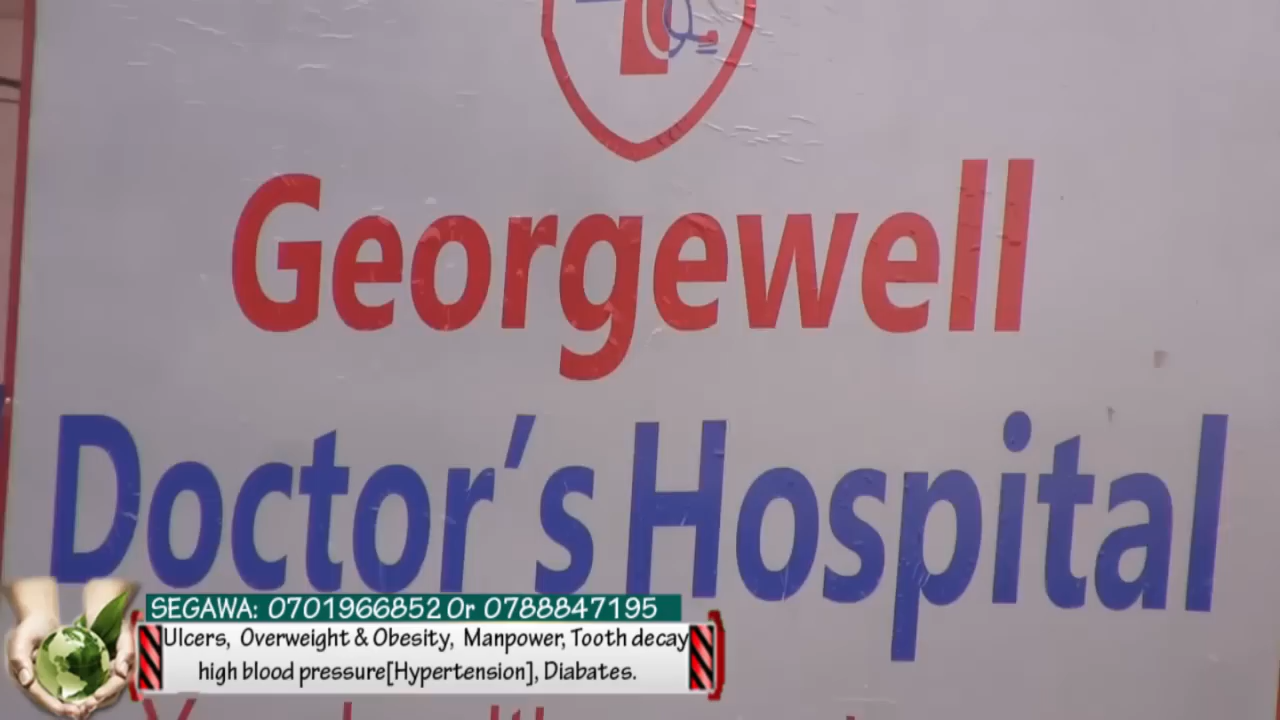 Georgewell
Doctor's Hospital
SEGAWA: 0701966852 Or 0788847195
Ulcers, Overweight & Obesity, Manpower, Tooth decay
high blood pressure[Hypertension], Diabates.